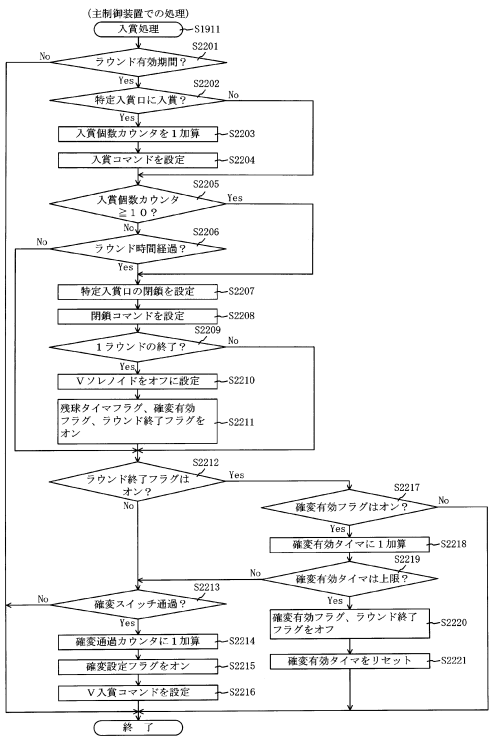 (主制御装置での処理)
入賞処理
S1911
S2201
No
ラウンド有効期間？
Yes
S2202
特定入賞口に入賞？
No
Yes
入賞個数カウンタを１加算
S2203
入賞コマンドを設定
S2204
S2205
入賞個数カウンタ
≧１０？
Yes
No
S2206
No
ラウンド時間経過？
Yes
特定入賞口の閉鎖を設定
S2207
閉鎖コマンドを設定
S2208
S2209
１ラウンドの終了？
No
Yes
Ｖソレノイドをオフに設定
S2210
残球タイマフラグ、確変有効
フラグ、ラウンド終了フラグを
オン
S2211
S2212
ラウンド終了フラグは
オン？
Yes
No
S2217
確変有効フラグはオン？
No
Yes
確変有効タイマに１加算
S2218
S2219
No
確変有効タイマは上限？
Yes
S2213
No
確変スイッチ通過？
Yes
確変有効フラグ、ラウンド終了
フラグをオフ
S2220
確変通過カウンタに１加算
S2214
確変設定フラグをオン
S2215
確変有効タイマをリセット
S2221
Ｖ入賞コマンドを設定
S2216
終 了